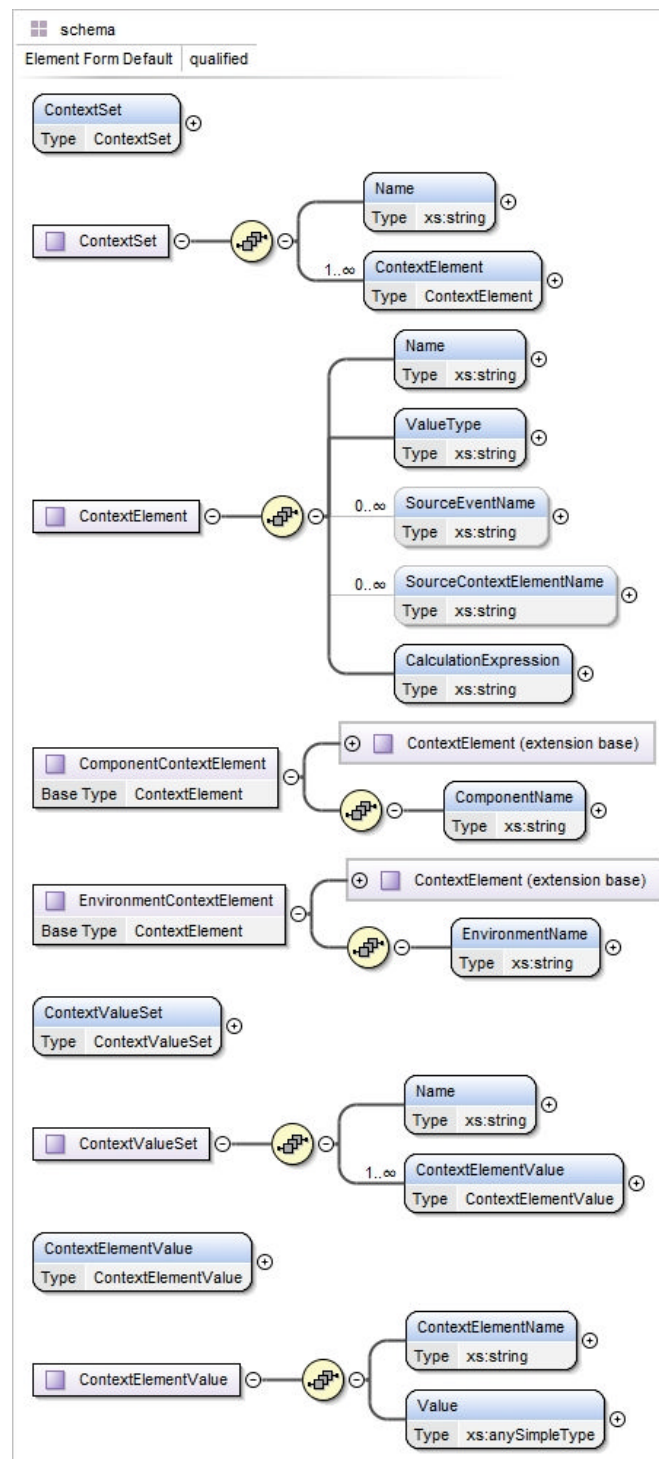 schema
Element Form Default qualified
ContextSet
Type ContextSet
Name
Type xs:string
ContextSet
1..∞
ContextElement
Type ContextElement
Name
Type xs:string
ValueType
Type xs:string
ContextElement
0..∞
SourceEventName
Type xs:string
0..∞
SourceContextElementName
Type xs:string
CalculationExpression
Type xs:string
ComponentContextElement
Base Type ContextElement
ContextElement (extension base)
ComponentName
Type xs:string
EnvironmentContextElement
Base Type ContextElement
ContextElement (extension base)
EnvironmentName
Type xs:string
ContextValueSet
Type ContextValueSet
Name
Type xs:string
ContextValueSet
1..∞
ContextElementValue
Type ContextElementValue
ContextElementValue
Type ContextElementValue
ContextElementName
Type xs:string
ContextElementValue
Value
Type xs:anySimpleType